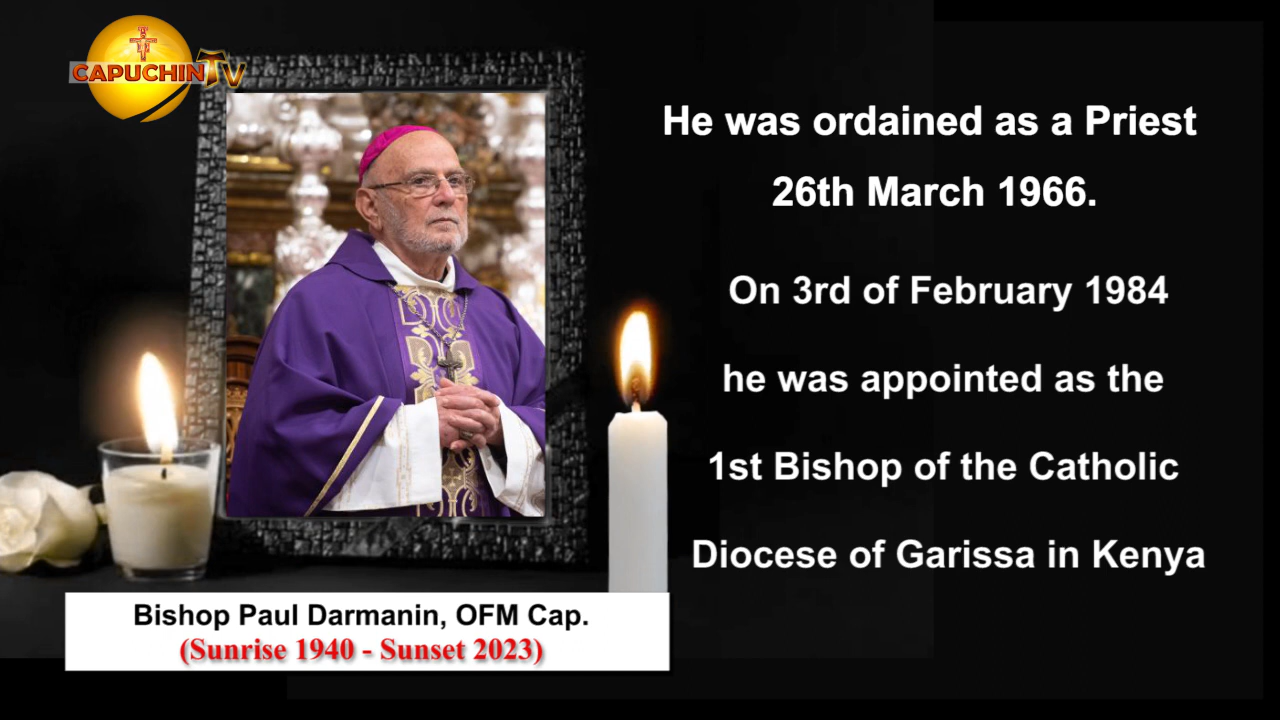 CAPUCHIN TV
He was ordained as a Priest
26th March 1966.
On 3rd of February 1984
he was appointed as the
1st Bishop of the Catholic
Diocese of Garissa in Kenya
Bishop Paul Darmanin, OFM Cap.
(Sunrise 1940 - Sunset 2023)